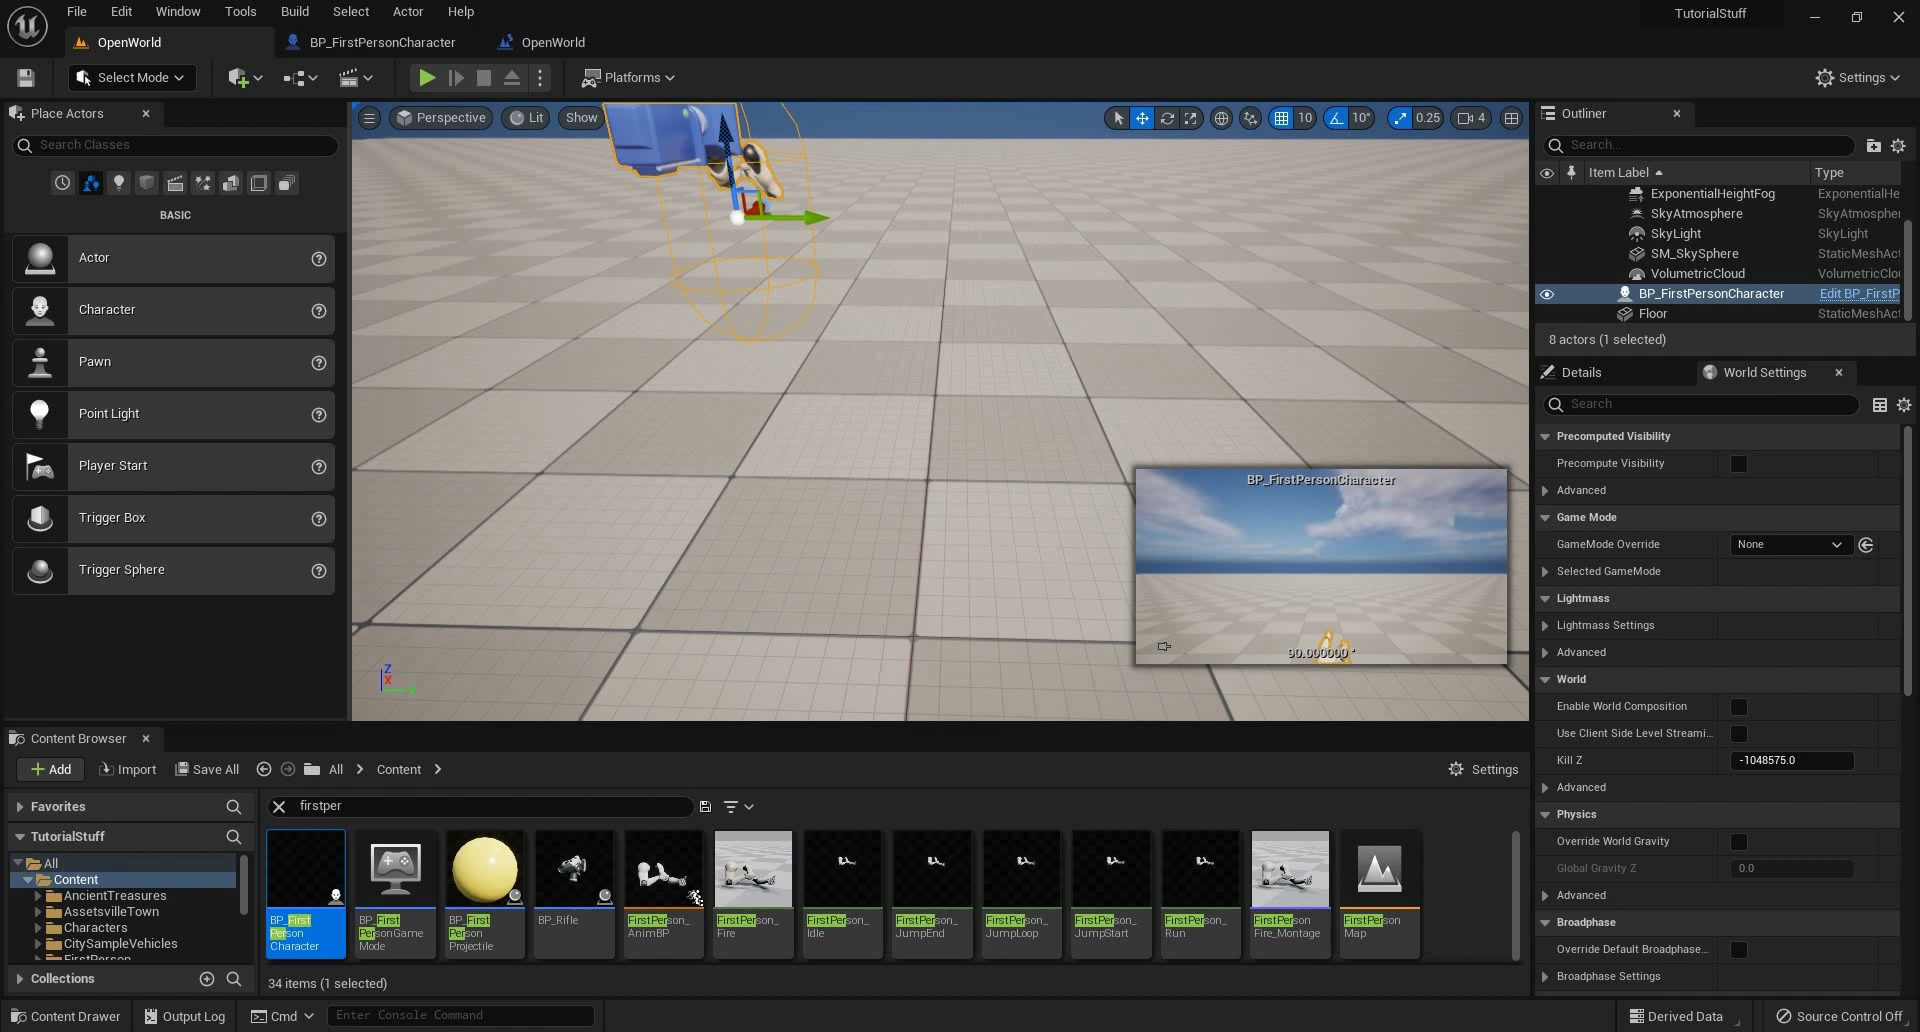 File Edit Window Tools Build Select Actor Help
TutorialStuff
OpenWorld
BP_FirstPersonCharacter
OpenWorld
Select Mode
Platforms
Settings
Place Actors
Search Classes
BASIC
Actor
Character
Pawn
Point Light
Player Start
Trigger Box
Trigger Sphere
Perspective
Lit
Show
10
10°
0.25
4
BP_FirstPersonCharacter
90.000000 °
Z
X
Y
Outliner
Search...
Item Label
Type
ExponentialHeightFog ExponentialHe
SkyAtmosphere SkyAtmospher
SkyLight SkyLight
SM_SkySphere StaticMeshAct
VolumetricCloud VolumetricClou
BP_FirstPersonCharacter Edit BP_FirstP
Floor StaticMeshAct
8 actors (1 selected)
Details
World Settings
Search
Precomputed Visibility
Precompute Visibility
Advanced
Game Mode
GameMode Override None
Selected GameMode
Lightmass
Lightmass Settings
Advanced
World
Enable World Composition
Use Client Side Level Streami...
Kill Z -1048575.0
Advanced
Physics
Override World Gravity
Global Gravity Z 0.0
Advanced
Broadphase
Override Default Broadphase...
Broadphase Settings
Content Browser
Add
Import
Save All
All
Content
Settings
Favorites
TutorialStuff
All
Content
AncientTreasures
AssetsvilleTown
Characters
CitySampleVehicles
FirstPerson
Collections
firstper
BP_First
Person
Character
BP_First
PersonGame
Mode
BP_First
Person
Projectile
BP_Rifle
FirstPerson_
AnimBP
FirstPerson_
Fire
FirstPerson_
Idle
FirstPerson_
JumpEnd
FirstPerson_
JumpLoop
FirstPerson_
JumpStart
FirstPerson_
Run
FirstPerson
Fire_Montage
FirstPerson
Map
34 items (1 selected)
Content Drawer
Output Log
Cmd
Enter Console Command
Derived Data
Source Control Off